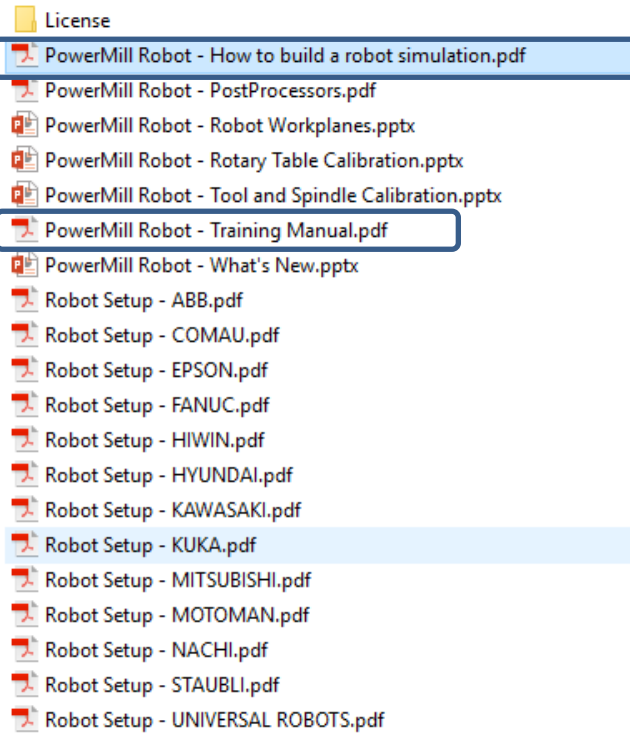 License
PowerMill Robot - How to build a robot simulation.pdf
PowerMill Robot - PostProcessors.pdf
PowerMill Robot - Robot Workplanes.pptx
PowerMill Robot - Rotary Table Calibration.pptx
PowerMill Robot - Tool and Spindle Calibration.pptx
PowerMill Robot - Training Manual.pdf
PowerMill Robot - What's New.pptx
Robot Setup - ABB.pdf
Robot Setup - COMAU.pdf
Robot Setup - EPSON.pdf
Robot Setup - FANUC.pdf
Robot Setup - HIWIN.pdf
Robot Setup - HYUNDAI.pdf
Robot Setup - KAWASAKI.pdf
Robot Setup - KUKA.pdf
Robot Setup - MITSUBISHI.pdf
Robot Setup - MOTOMAN.pdf
Robot Setup - NACHI.pdf
Robot Setup - STAUBLI.pdf
Robot Setup - UNIVERSAL ROBOTS.pdf